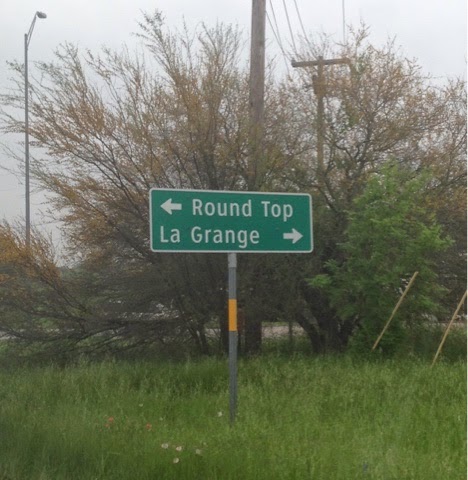 ← Round Top
La Grange →